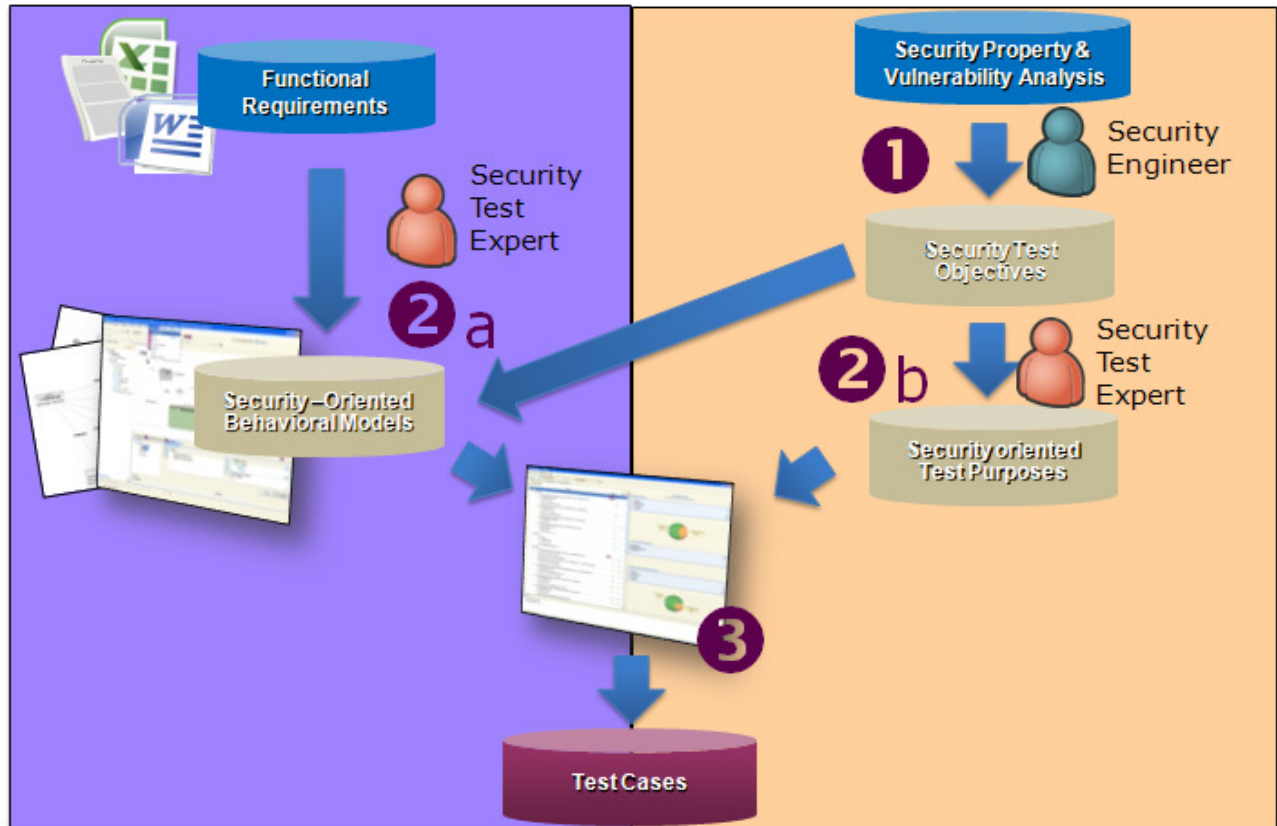 Functional
Requirements
Security Property &
Vulnerability Analysis
1
Security
Engineer
Security
Test
Expert
Security Test
Objectives
2 a
2 b
Security
Test
Expert
Security –Oriented
Behavioral Models
Security oriented
Test Purposes
3
Test Cases
X
W